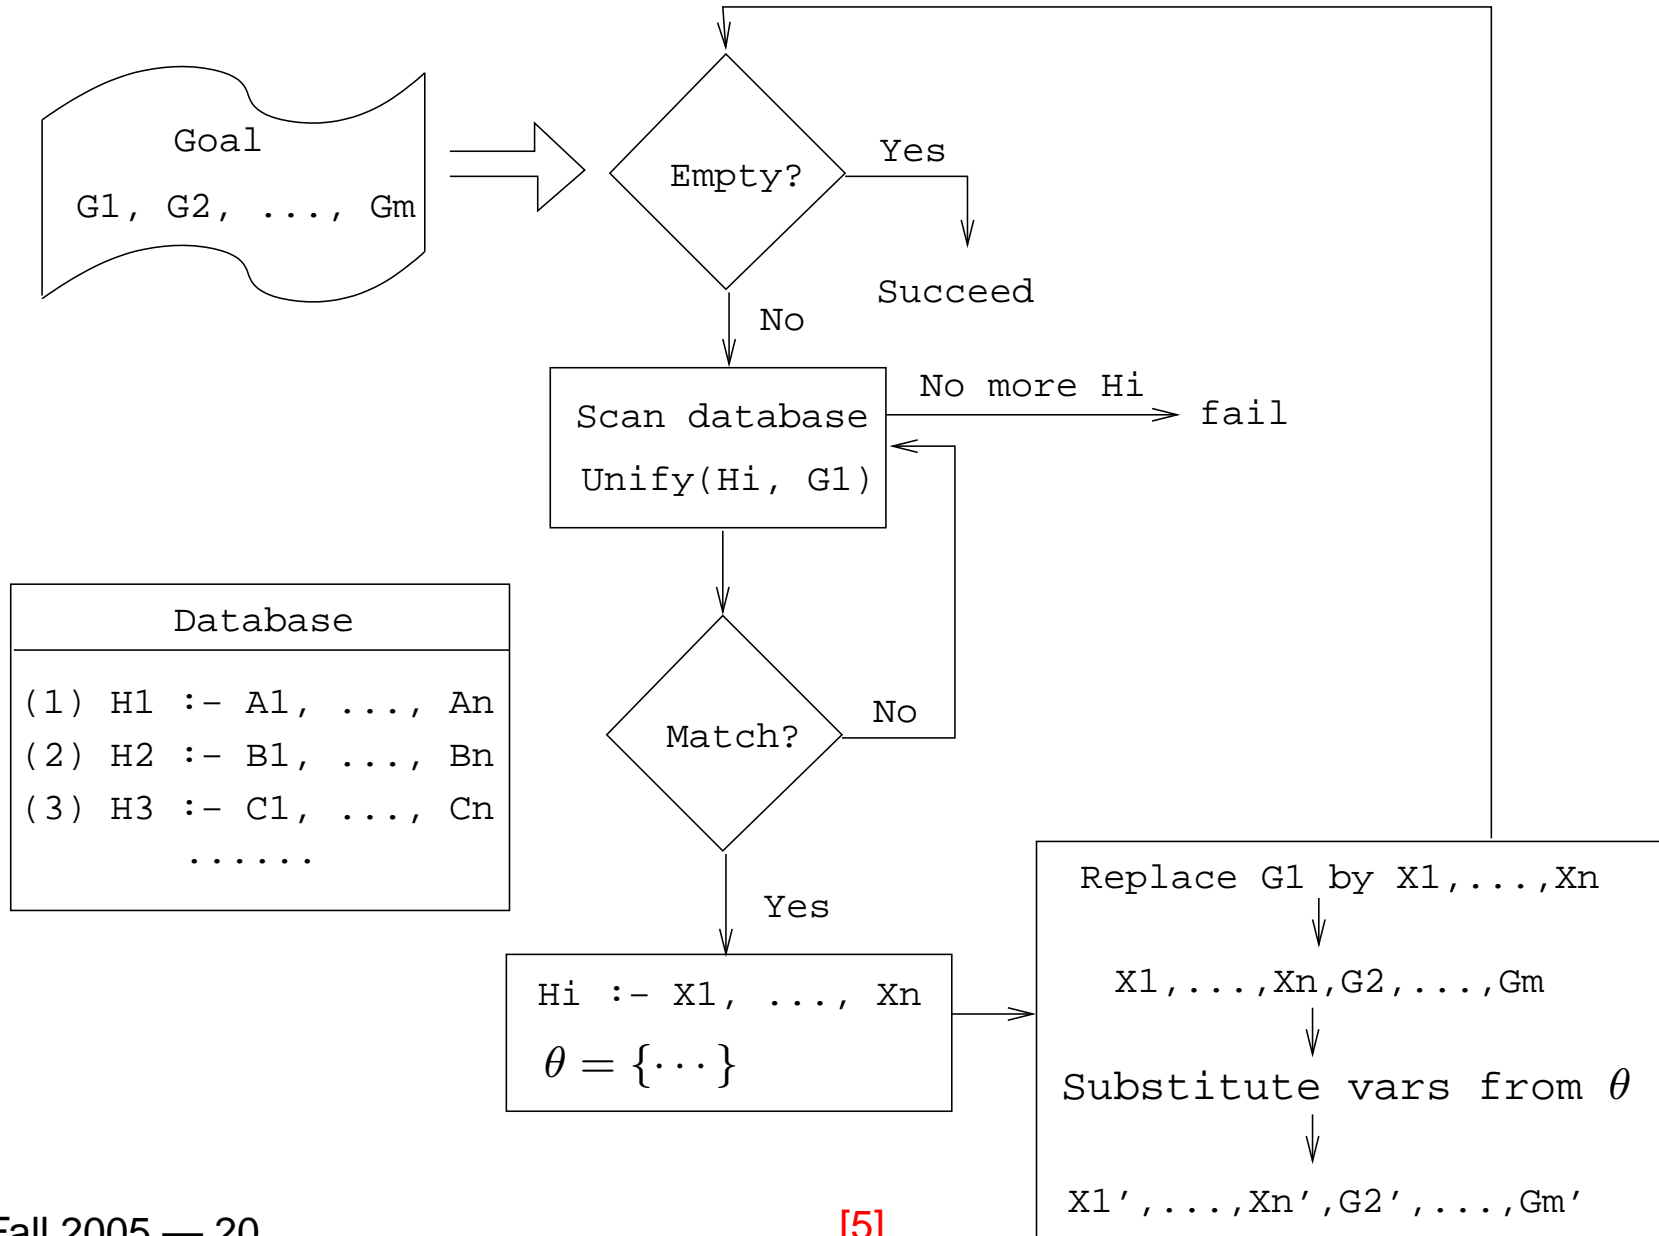 Goal
G1, G2, ..., Gm
Empty?
Yes
Succeed
No
Scan database
Unify(Hi, G1)
No more Hi
fail
Database
(1) H1 :- A1, ..., An
(2) H2 :- B1, ..., Bn
(3) H3 :- C1, ..., Cn
......
Match?
No
Yes
Hi :- X1, ..., Xn
θ = {···}
Replace G1 by X1,...,Xn
X1,...,Xn,G2,...,Gm
Substitute vars from θ
X1',...,Xn',G2',...,Gm'
Fall 2005 — 20
[5]